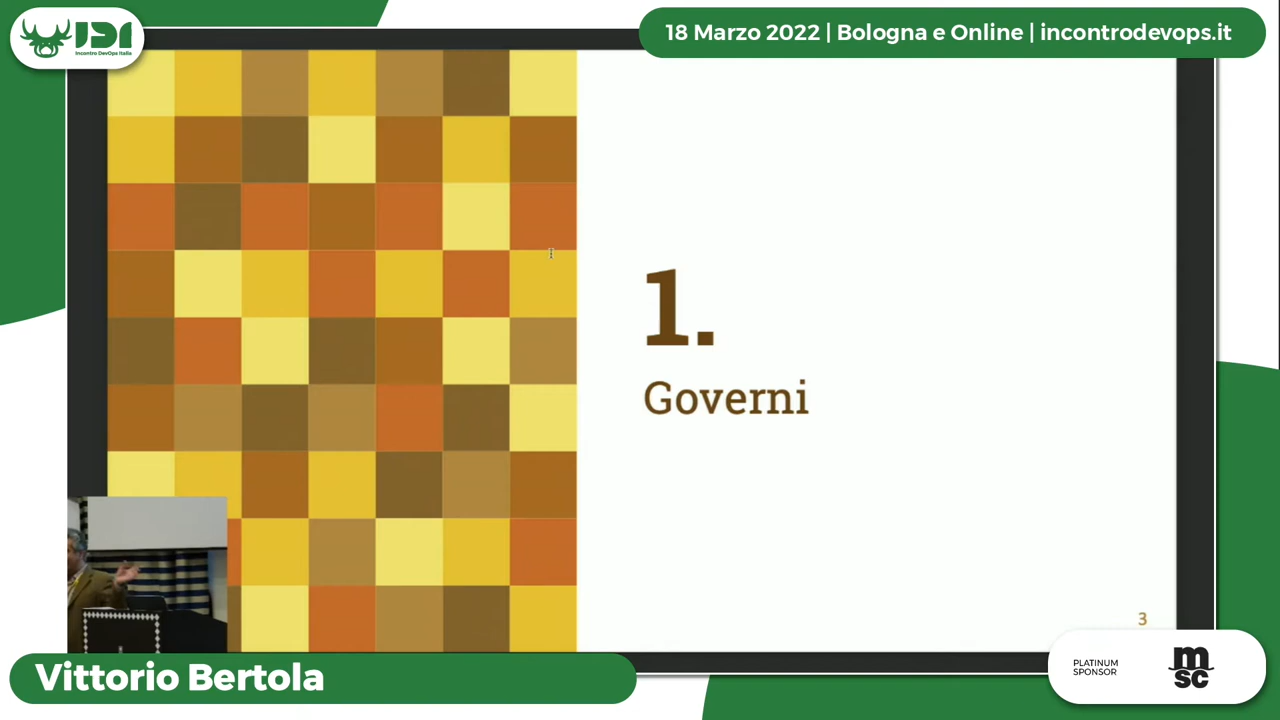 IDI
Incontro DevOps Italia
18 Marzo 2022 | Bologna e Online | incontrodevops.it
1.
Governi
3
Vittorio Bertola
PLATINUM
SPONSOR
msc